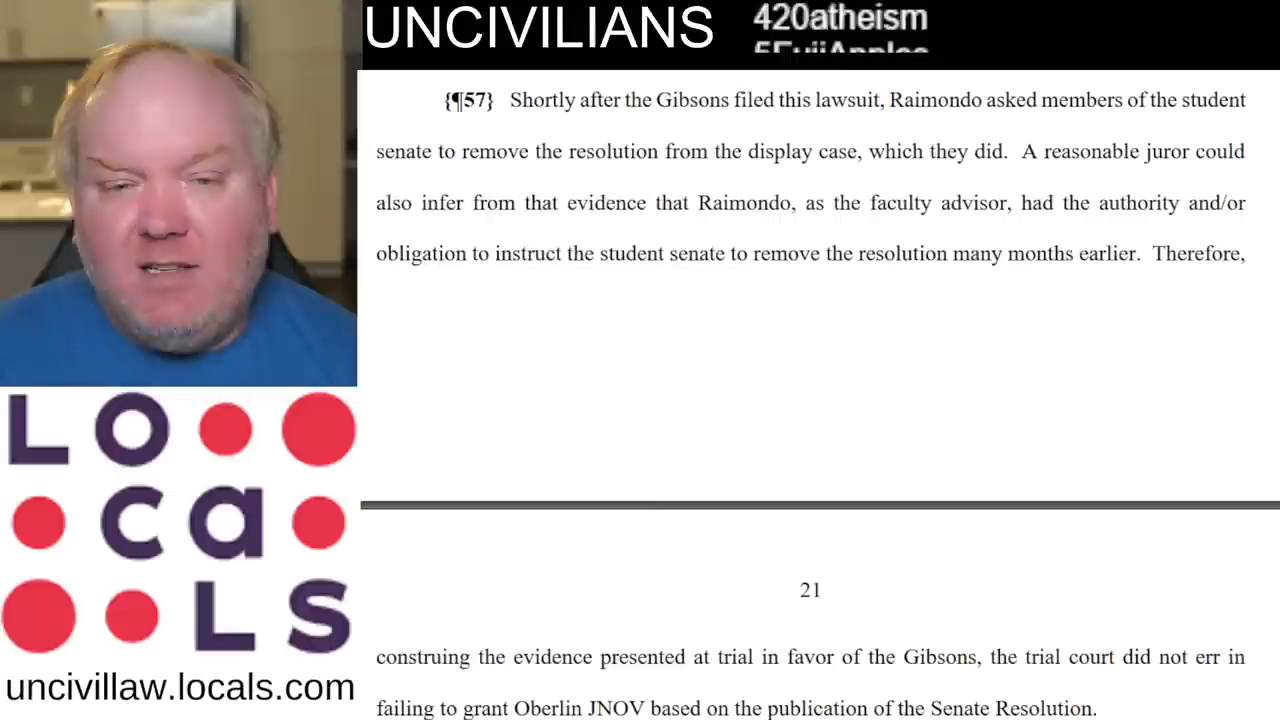 UNCIVILIANS
420atheism
5FujiApples
{¶57} Shortly after the Gibsons filed this lawsuit, Raimondo asked members of the student
senate to remove the resolution from the display case, which they did. A reasonable juror could
also infer from that evidence that Raimondo, as the faculty advisor, had the authority and/or
obligation to instruct the student senate to remove the resolution many months earlier. Therefore,
21
construing the evidence presented at trial in favor of the Gibsons, the trial court did not err in
failing to grant Oberlin JNOV based on the publication of the Senate Resolution.
LO
ca
LS
uncivillaw.locals.com